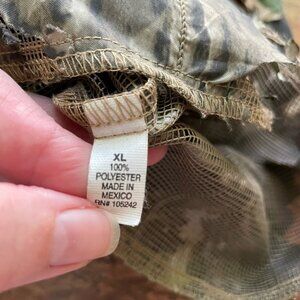 XL
100%
POLYESTER
MADE IN
MEXICO
RN# 105242